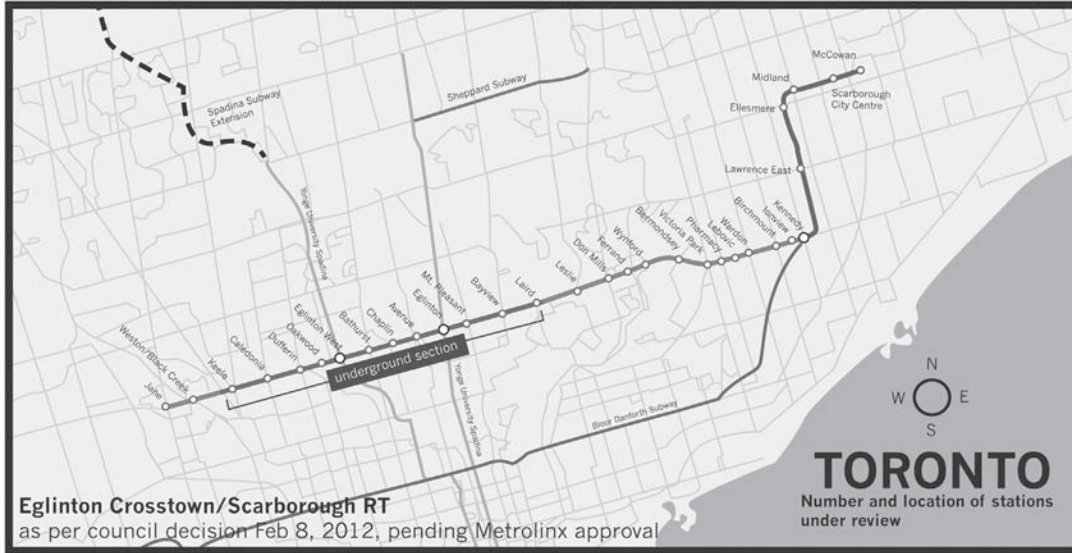 McCowan
Midland
Scarborough
City Centre
Ellesmere
Sheppard Subway
Spadina Subway
Extension
Lawrence East
Yonge University Spadina
Kennedy
Ionview
Birchmount
Wardin
Lebovic
Pharmacy
Victoria Park
Bermondsey
Wynford
Ferrand
Don Mills
Leslie
Laird
Bayview
Mt. Pleasant
Eglinton
Avenue
Chaplin
Bathurst
Eglinton West
Oakwood
Dufferin
Caledonia
Keele
Weston/Black Creek
Jane
underground section
Yonge University Spadina
Bloor Danforth Subway
N
W E
S
TORONTO
Number and location of stations
under review
Eglinton Crosstown/Scarborough RT
as per council decision Feb 8, 2012, pending Metrolinx approval